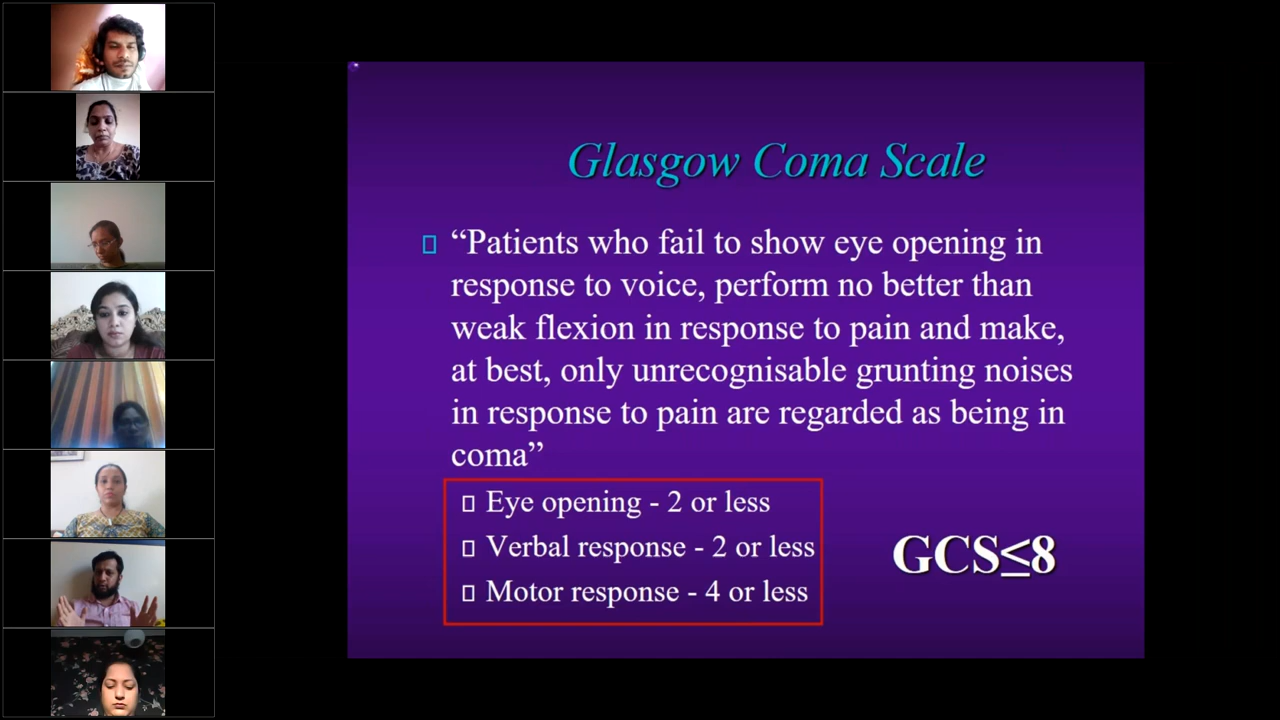 Glasgow Coma Scale
“Patients who fail to show eye opening in
response to voice, perform no better than
weak flexion in response to pain and make,
at best, only unrecognisable grunting noises
in response to pain are regarded as being in
coma”
Eye opening - 2 or less
Verbal response - 2 or less
Motor response - 4 or less
GCS≤8